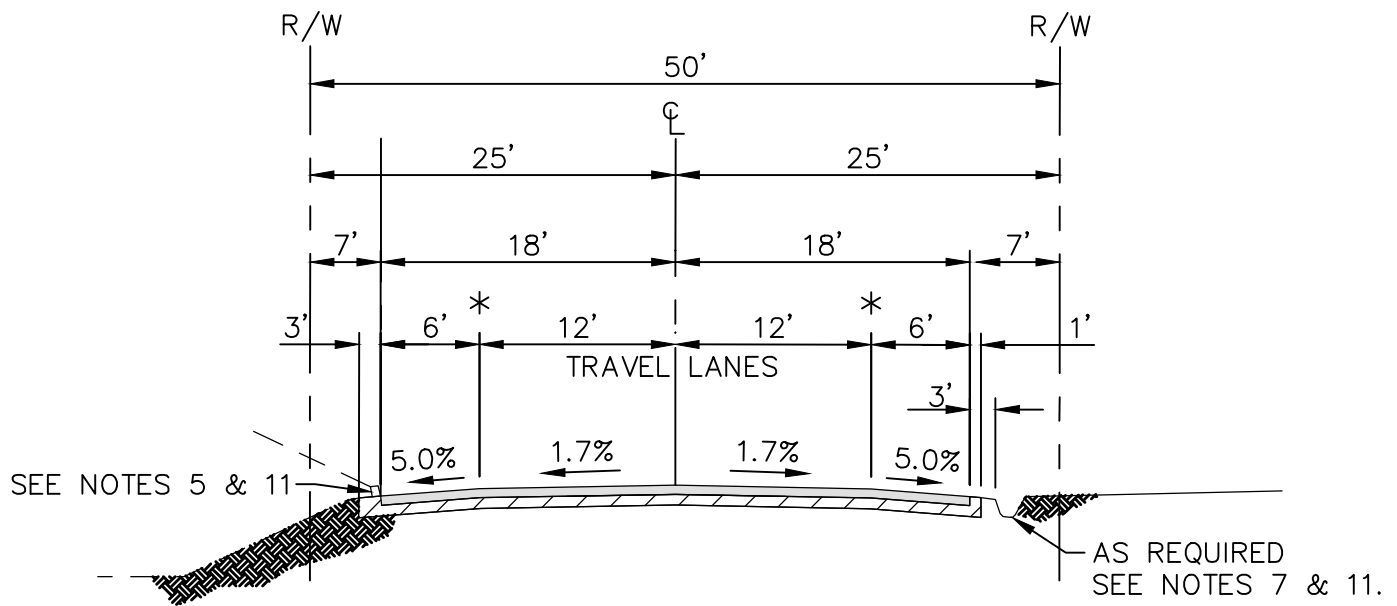 R/W R/W
50'
℄
25' 25'
7' 18' 18' 7'
* *
3' 6' 12' 12' 6' 1'
TRAVEL LANES
3'
5.0% 1.7% 1.7% 5.0%
SEE NOTES 5 & 11
AS REQUIRED
SEE NOTES 7 & 11.